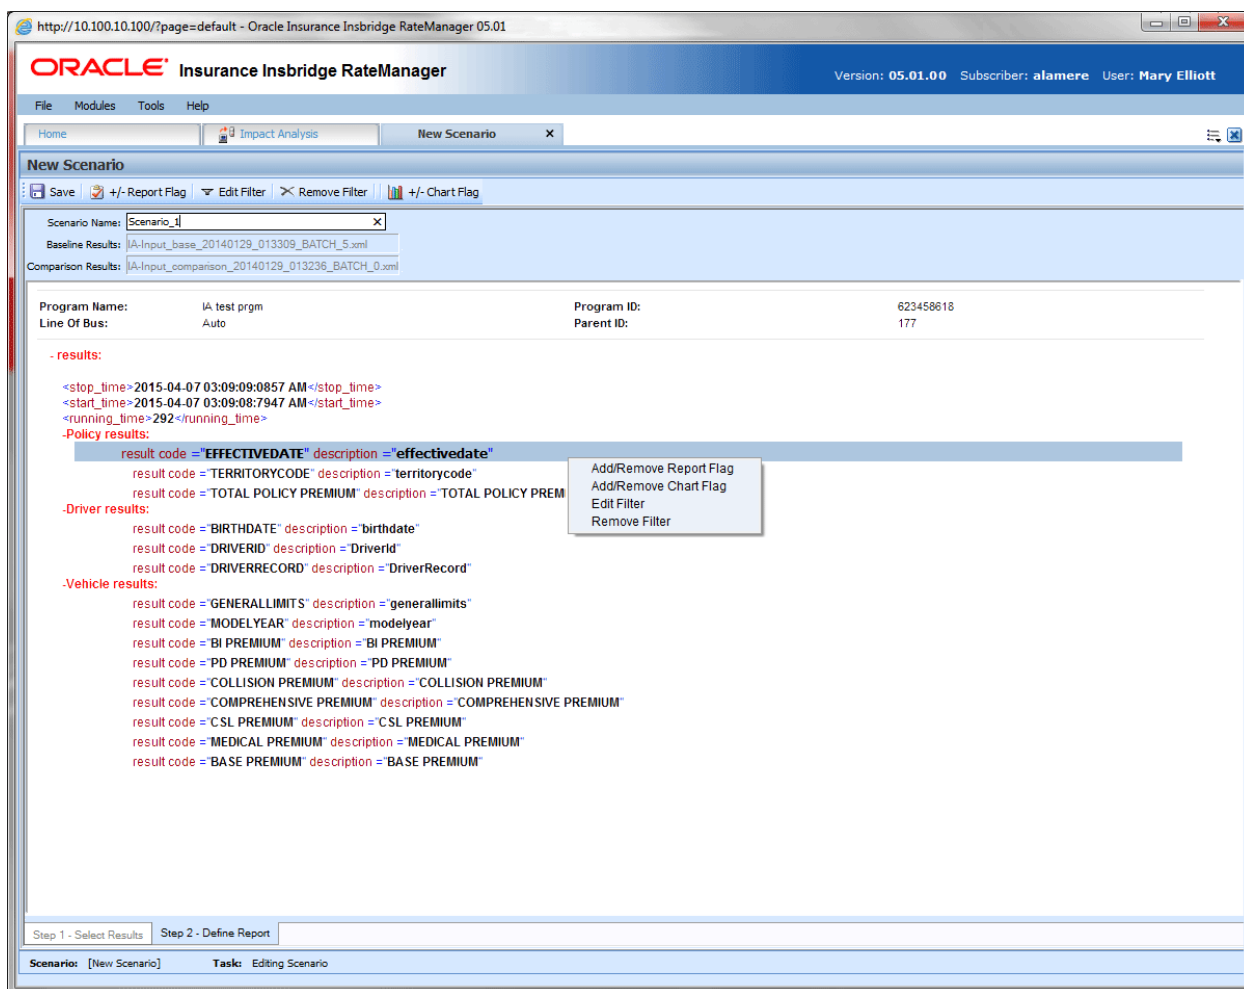 http://10.100.10.100/?page=default - Oracle Insurance Insbridge RateManager 05.01
ORACLE Insurance Insbridge RateManager
Version: 05.01.00 Subscriber: alamere User: Mary Elliott
File Modules Tools Help
Home Impact Analysis New Scenario
New Scenario
Save +/- Report Flag Edit Filter Remove Filter +/- Chart Flag
Scenario Name: Scenario_1
Baseline Results: IA-Input_base_20140129_013309_BATCH_5.xml
Comparison Results: IA-Input_comparison_20140129_013236_BATCH_0.xml
Program Name: IA test prgm Program ID: 623458618
Line Of Bus: Auto Parent ID: 177
- results:
<stop_time>2015-04-07 03:09:09:0857 AM</stop_time>
<start_time>2015-04-07 03:09:08:7947 AM</start_time>
<running_time>292</running_time>
-Policy results:
result code ="EFFECTIVEDATE" description ="effectivedate"
result code ="TERRITORYCODE" description ="territorycode"
result code ="TOTAL POLICY PREMIUM" description ="TOTAL POLICY PREM
Add/Remove Report Flag
Add/Remove Chart Flag
Edit Filter
Remove Filter
-Driver results:
result code ="BIRTHDATE" description ="birthdate"
result code ="DRIVERID" description ="DriverId"
result code ="DRIVERRECORD" description ="DriverRecord"
-Vehicle results:
result code ="GENERALLIMITS" description ="generallimits"
result code ="MODELYEAR" description ="modelyear"
result code ="BI PREMIUM" description ="BI PREMIUM"
result code ="PD PREMIUM" description ="PD PREMIUM"
result code ="COLLISION PREMIUM" description ="COLLISION PREMIUM"
result code ="COMPREHENSIVE PREMIUM" description ="COMPREHENSIVE PREMIUM"
result code ="CSL PREMIUM" description ="CSL PREMIUM"
result code ="MEDICAL PREMIUM" description ="MEDICAL PREMIUM"
result code ="BASE PREMIUM" description ="BASE PREMIUM"
Step 1 - Select Results Step 2 - Define Report
Scenario: [New Scenario] Task: Editing Scenario